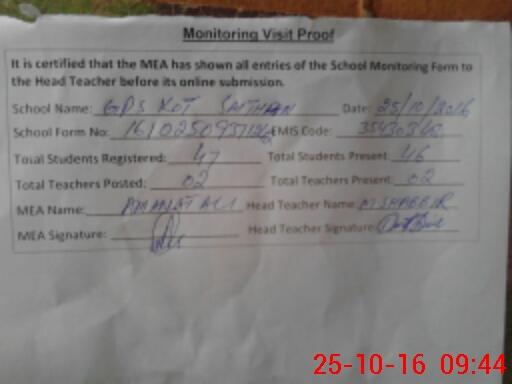 Monitoring Visit Proof
It is certified that the MEA has shown all entries of the School Monitoring Form to
the Head Teacher before its online submission.
School Name: GPS KOT Date: 25/10/2016
School Form No: EMIS Code:
Total Students Registered: 47 Total Students Present: 46
Total Teachers Posted: 02 Total Teachers Present: 02
MEA Name: AMANAT ALI Head Teacher Name: M SHABBIR
MEA Signature: Head Teacher Signature:
25-10-16 09:44